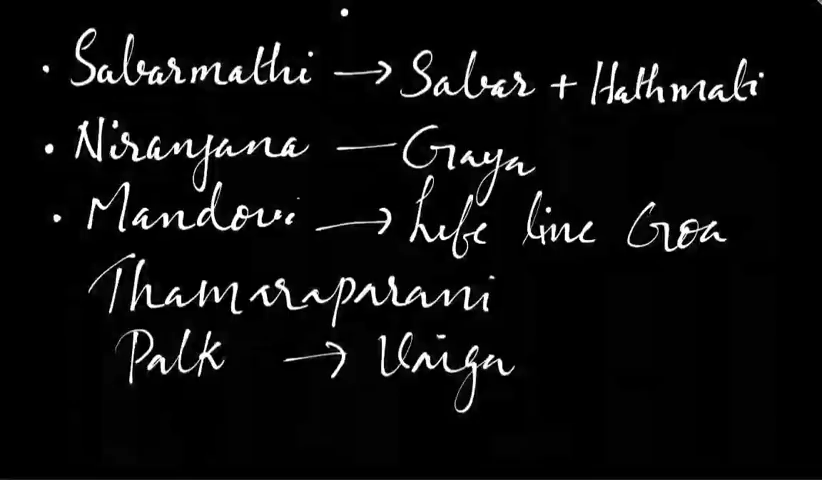 • Sabarmathi → Sabar + Hathmati
• Niranjana — Gaya
• Mandovi → Life line Goa
Thamaraparani
Palk → Vaiga